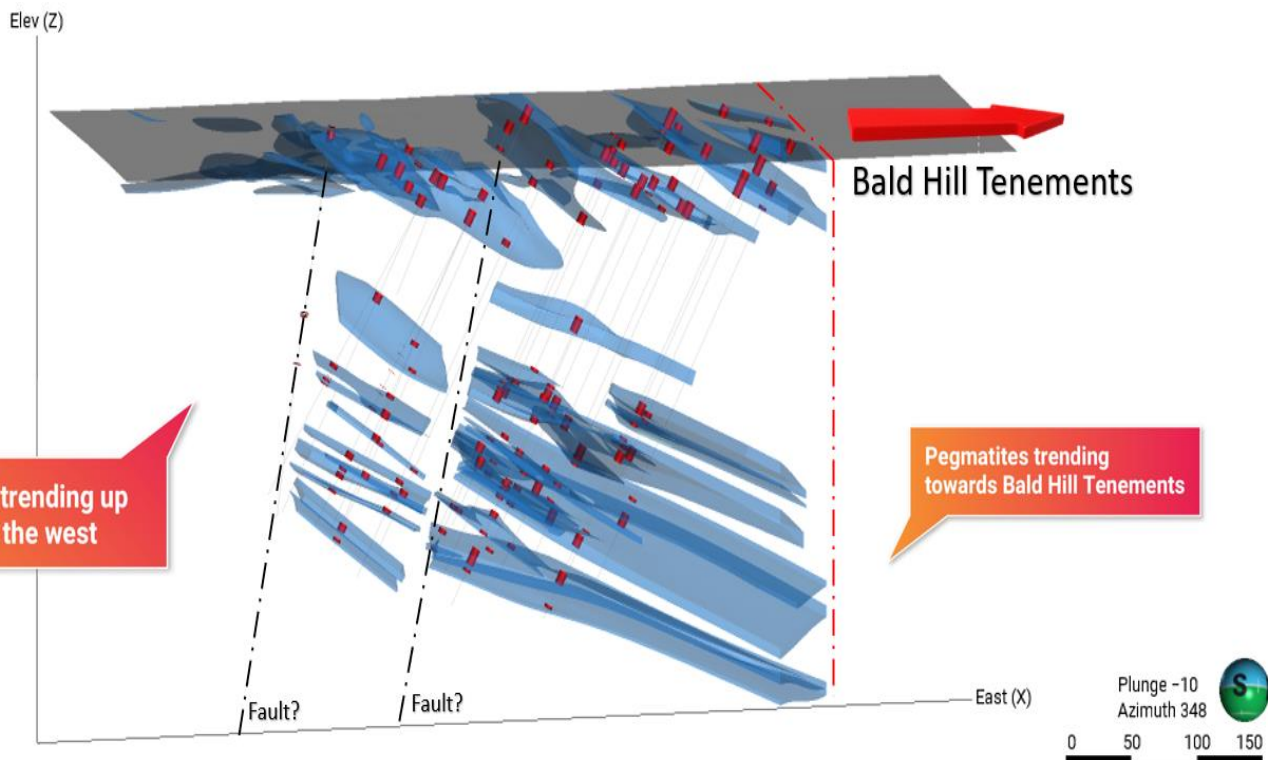 Elev (Z)
Bald Hill Tenements
trending up
the west
Pegmatites trending
towards Bald Hill Tenements
Fault?
Fault?
East (X)
Plunge -10
Azimuth 348
S
0 50 100 150